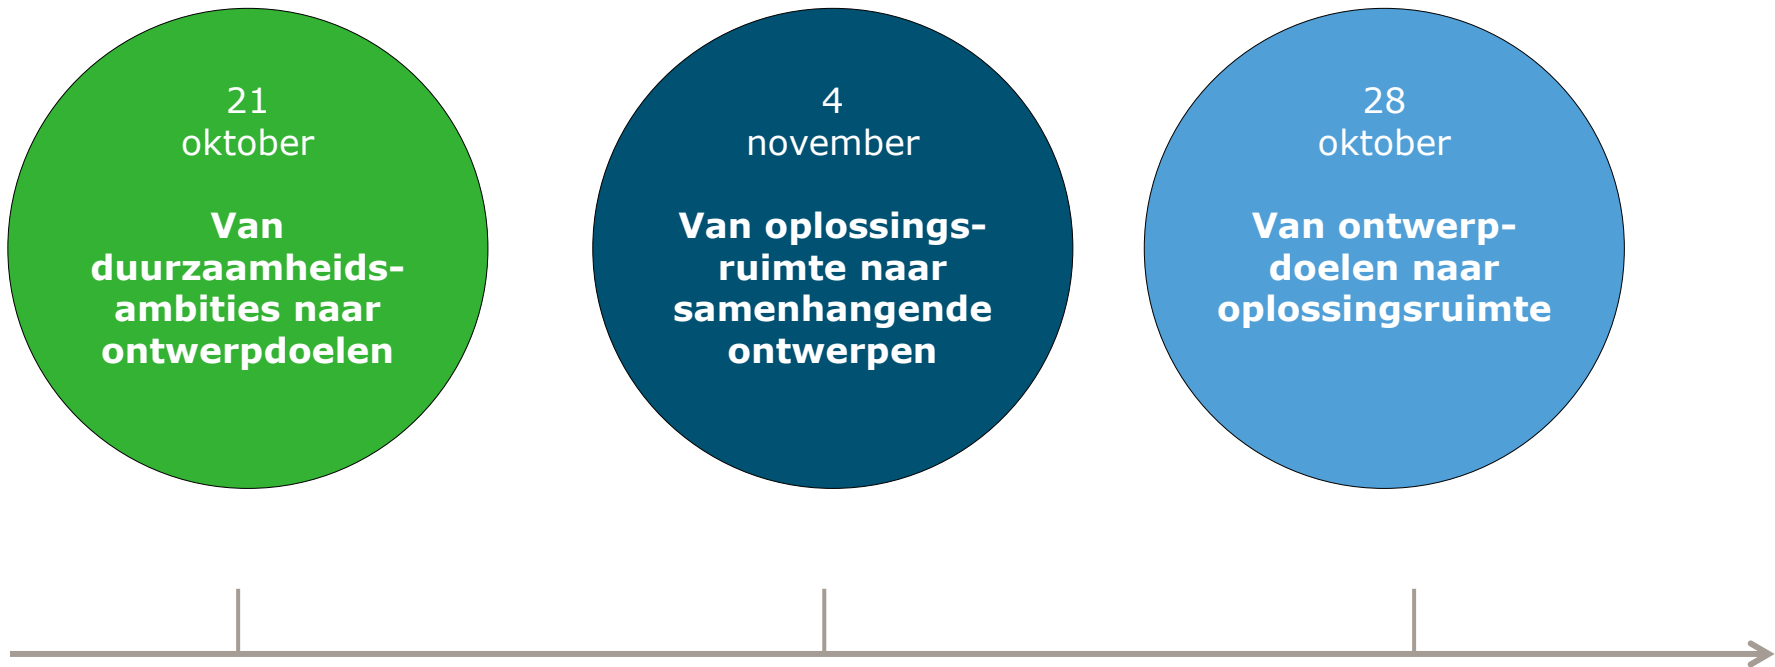 21
oktober
Van
duurzaamheids-
ambities naar
ontwerpdoelen
4
november
Van oplossings-
ruimte naar
samenhangende
ontwerpen
28
oktober
Van ontwerp-
doelen naar
oplossingsruimte